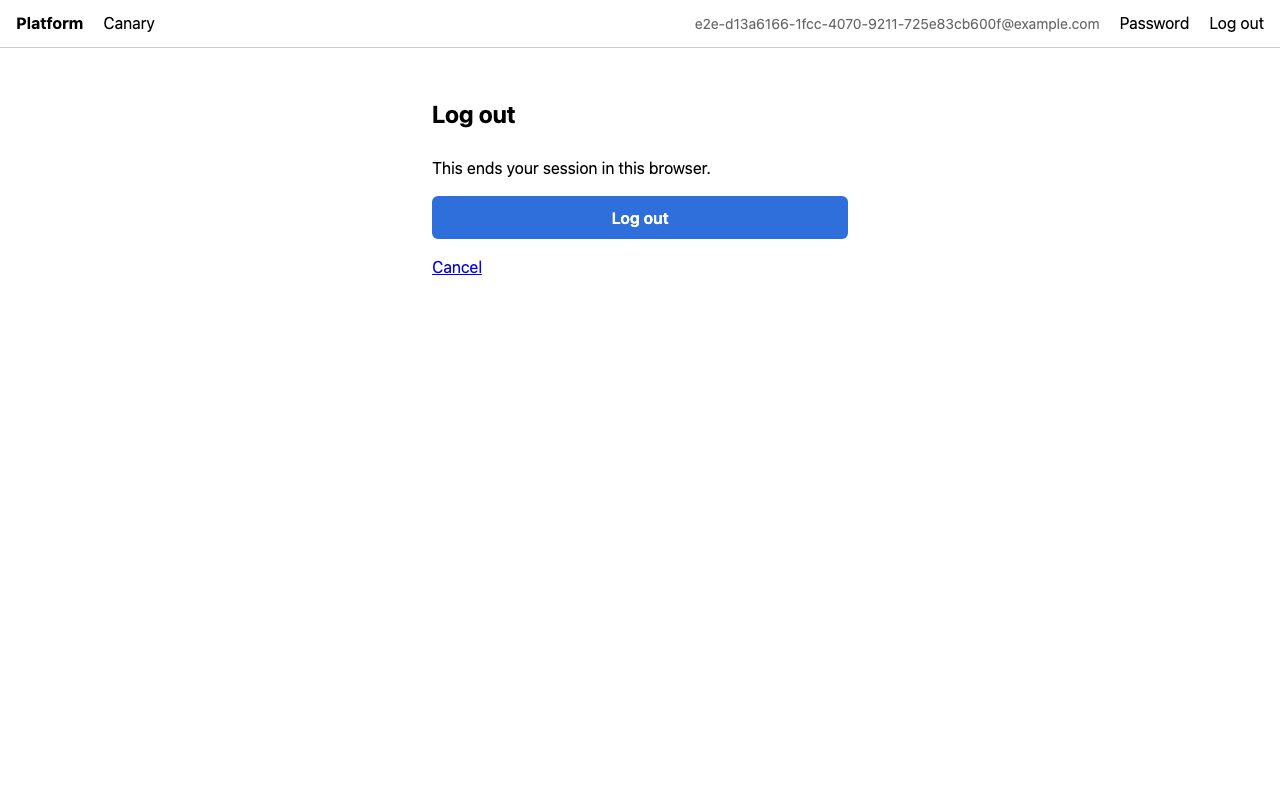 Platform Canary e2e-d13a6166-1fcc-4070-9211-725e83cb600f@example.com Password Log out
Log out
This ends your session in this browser.
Log out
Cancel